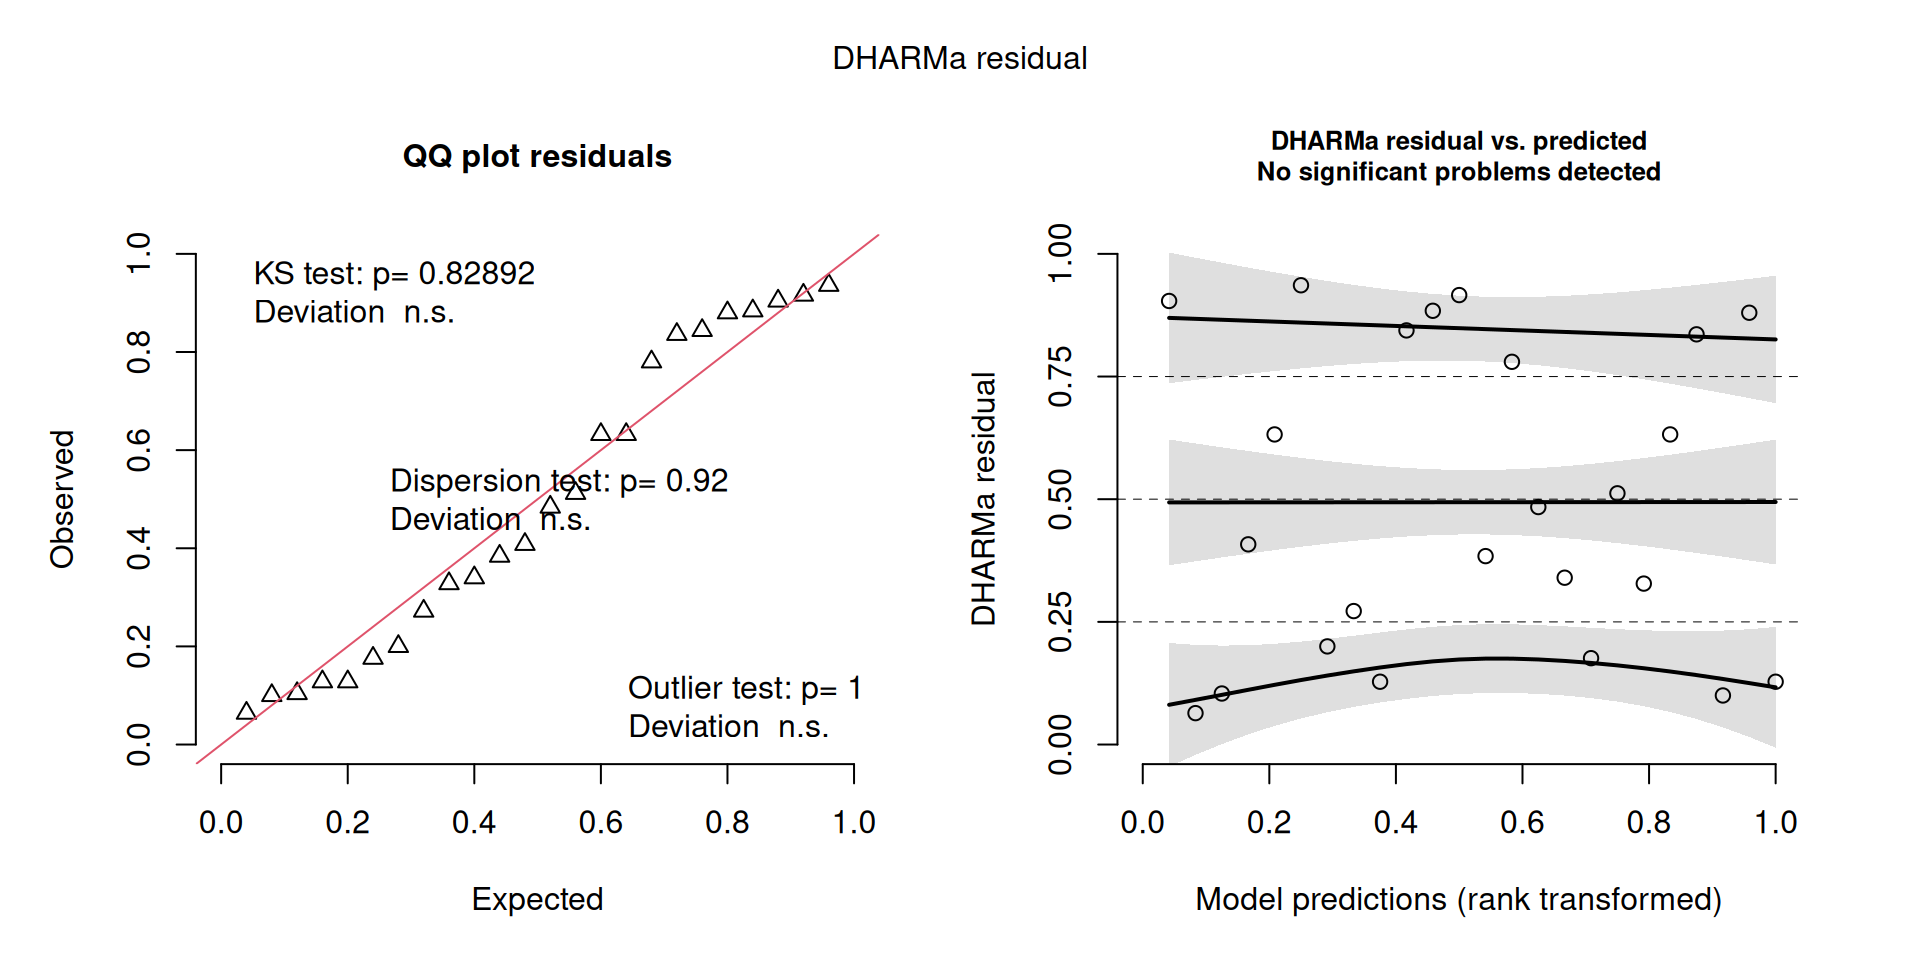 DHARMa residual
QQ plot residuals
KS test: p= 0.82892
Deviation  n.s.
Dispersion test: p= 0.92
Deviation  n.s.
Outlier test: p= 1
Deviation  n.s.
Observed
0.0 0.2 0.4 0.6 0.8 1.0
0.0 0.2 0.4 0.6 0.8 1.0
Expected
DHARMa residual vs. predicted
No significant problems detected
DHARMa residual
0.00 0.25 0.50 0.75 1.00
0.0 0.2 0.4 0.6 0.8 1.0
Model predictions (rank transformed)